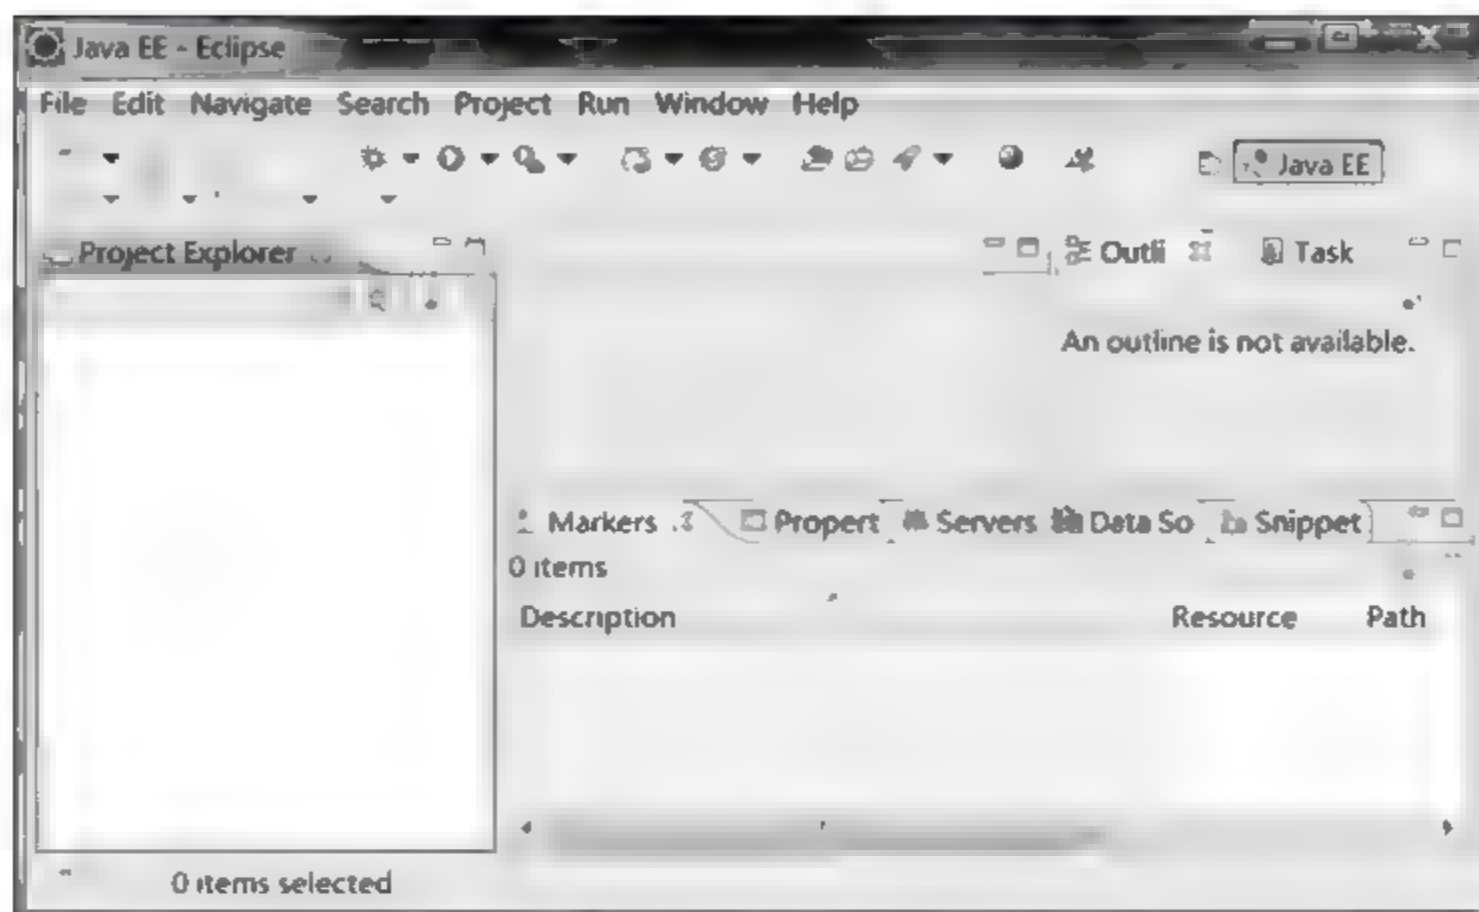 Java EE - Eclipse
File Edit Navigate Search Project Run Window Help
Java EE
Project Explorer
Outli Task
An outline is not available.
Markers Propert Servers Data So Snippet
0 items
Description Resource Path
0 items selected